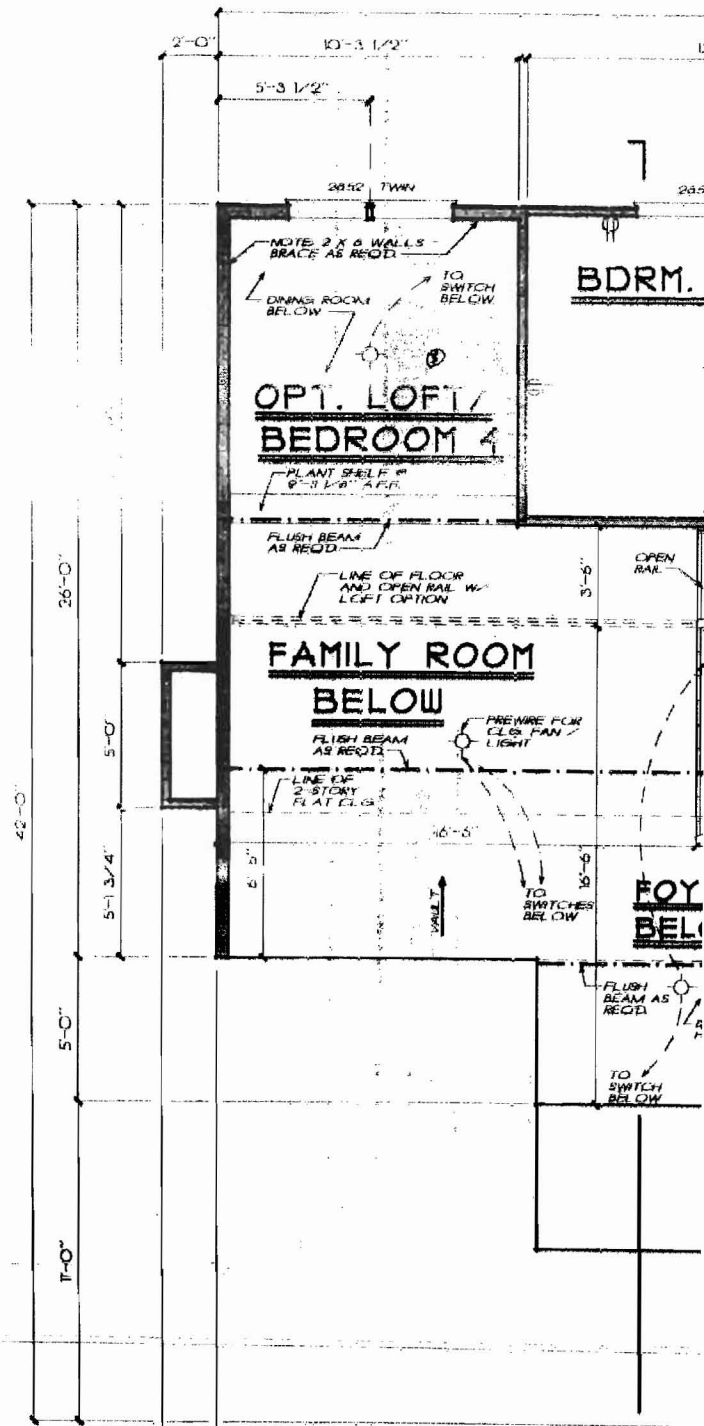 2'-0"
10'-3 1/2"
5'-3 1/2"
2852 TWIN
NOTE: 2 X 6 WALLS
BRACE AS REQ'D.
TO
SWITCH
BELOW
DINING ROOM
BELOW
BDRM.
OPT. LOFT/
BEDROOM 4
PLANT SHELF @
FLUSH BEAM
AS REQ'D.
LINE OF FLOOR
AND OPEN RAIL W/
LOFT OPTION
OPEN
RAIL
3'-6"
26'-0"
FAMILY ROOM
BELOW
PREWIRE FOR
CLG. FAN /
LIGHT
FLUSH BEAM
AS REQ'D.
5'-0"
LINE OF
2-STORY
FLAT CLG.
42'-0"
16'-6"
5'-1 3/4"
VAULT
TO
SWITCHES
BELOW
16'-6"
FOY
BEL
FLUSH
BEAM AS
REQ'D.
5'-0"
TO
SWITCH
BELOW